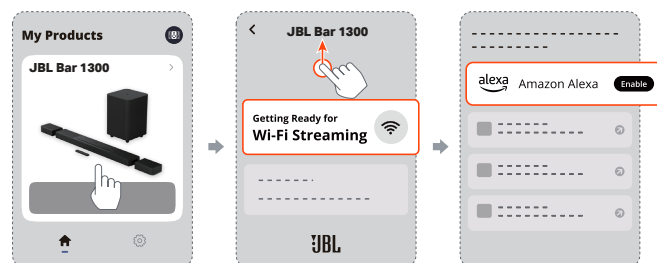 My Products
JBL Bar 1300
JBL Bar 1300
Getting Ready for
Wi-Fi Streaming
JBL
alexa
Amazon Alexa
Enable